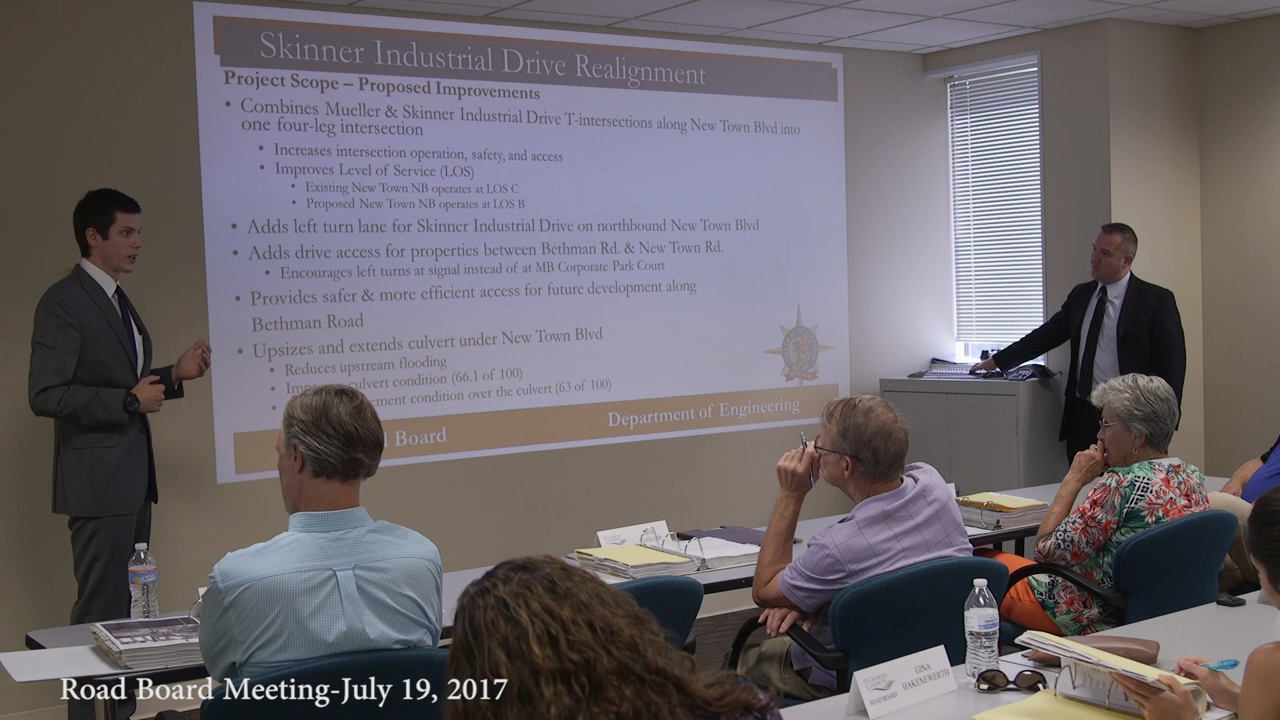 Skinner Industrial Drive Realignment
Project Scope – Proposed Improvements
• Combines Mueller & Skinner Industrial Drive T-intersections along New Town Blvd into
one four-leg intersection
• Increases intersection operation, safety, and access
• Improves Level of Service (LOS)
• Existing New Town NB operates at LOS C
• Proposed New Town NB operates at LOS B
• Adds left turn lane for Skinner Industrial Drive on northbound New Town Blvd
• Adds drive access for properties between Bethman Rd. & New Town Rd.
• Encourages left turns at signal instead of at MB Corporate Park Court
• Provides safer & more efficient access for future development along
Bethman Road
• Upsizes and extends culvert under New Town Blvd
• Reduces upstream flooding
• culvert condition (66.1 of 100)
• condition over the culvert (63 of 100)
Board
Department of Engineering
GINA
HAKENEWERTH
ROAD BOARD
Road Board Meeting-July 19, 2017